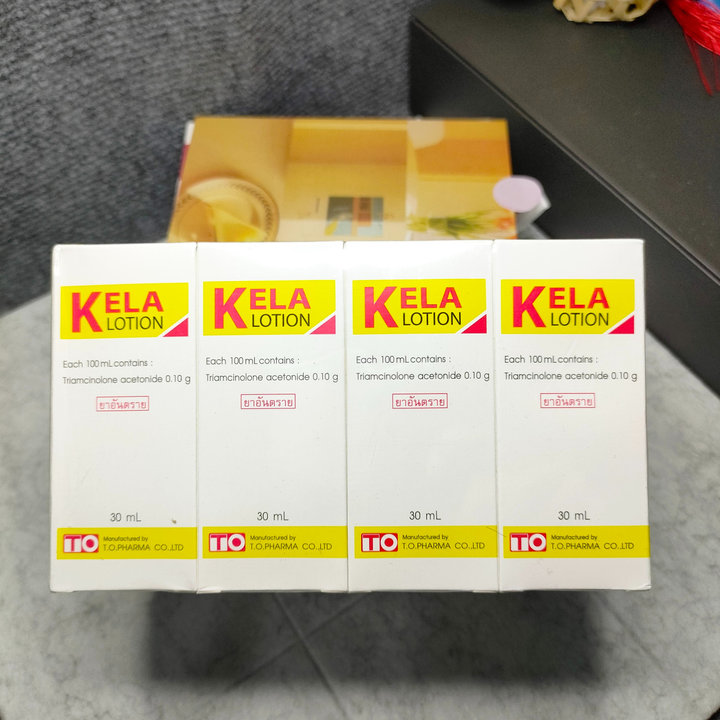 KELA
LOTION
Each 100 mL contains :
Triamcinolone acetonide 0.10 g
ยาอันตราย
30 mL
TO
Manufactured by
T.O.PHARMA CO.,LTD
KELA
LOTION
Each 100 mL contains :
Triamcinolone acetonide 0.10 g
ยาอันตราย
30 mL
TO
Manufactured by
T.O.PHARMA CO.,LTD
KELA
LOTION
Each 100 mL contains :
Triamcinolone acetonide 0.10 g
ยาอันตราย
30 mL
TO
Manufactured by
T.O.PHARMA CO.,LTD
KELA
LOTION
Each 100 mL contains :
Triamcinolone acetonide 0.10 g
ยาอันตราย
30 mL
TO
Manufactured by
T.O.PHARMA CO.,LTD